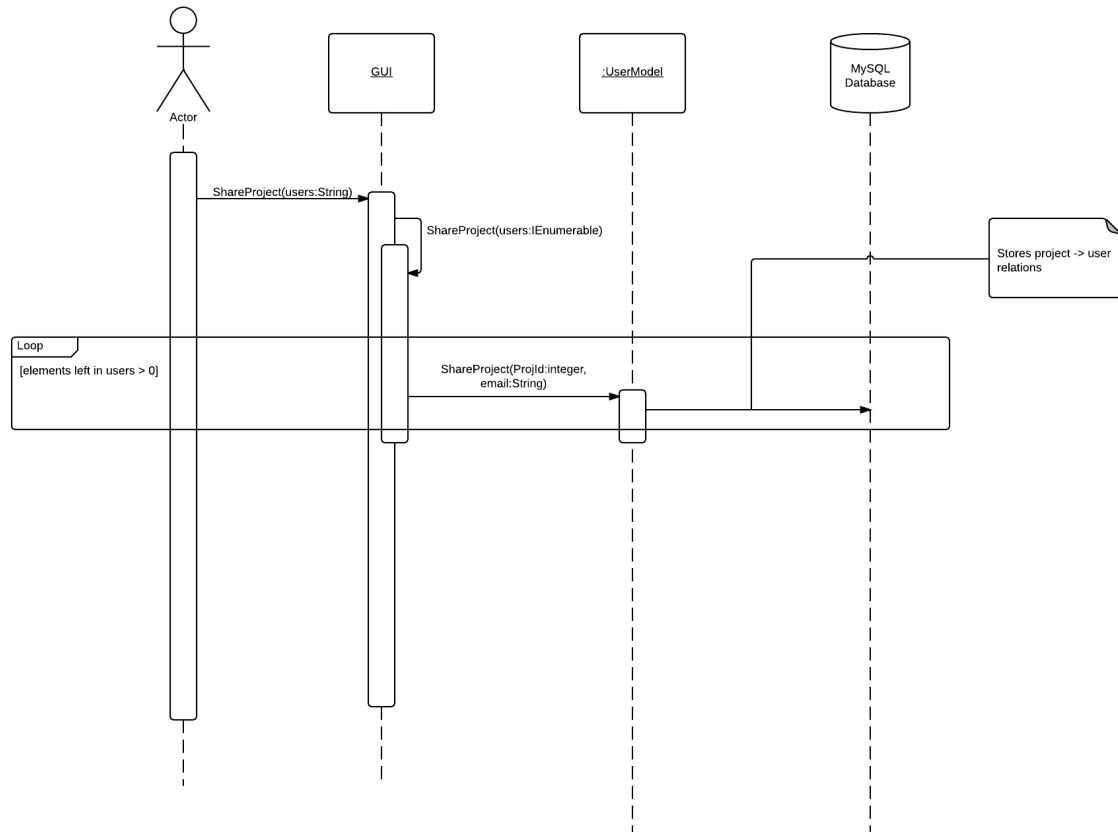 Actor
GUI
:UserModel
MySQL
Database
ShareProject(users:String)
ShareProject(users:IEnumerable)
Stores project -> user
relations
Loop
[elements left in users > 0]
ShareProject(ProjId:integer,
email:String)